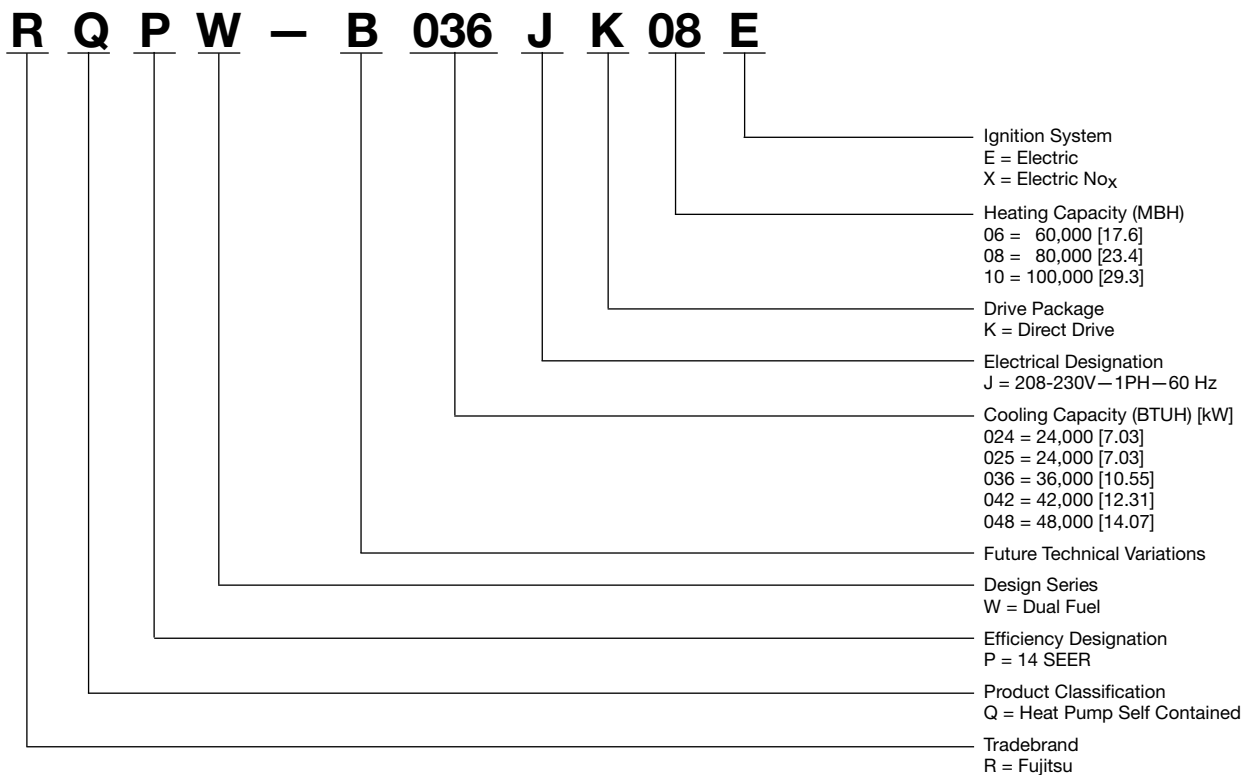 R Q P W — B 036 J K 08 E
Ignition System
E = Electric
X = Electric Nox
Heating Capacity (MBH)
06 = 60,000 [17.6]
08 = 80,000 [23.4]
10 = 100,000 [29.3]
Drive Package
K = Direct Drive
Electrical Designation
J = 208-230V—1PH—60 Hz
Cooling Capacity (BTUH) [kW]
024 = 24,000 [7.03]
025 = 24,000 [7.03]
036 = 36,000 [10.55]
042 = 42,000 [12.31]
048 = 48,000 [14.07]
Future Technical Variations
Design Series
W = Dual Fuel
Efficiency Designation
P = 14 SEER
Product Classification
Q = Heat Pump Self Contained
Tradebrand
R = Fujitsu